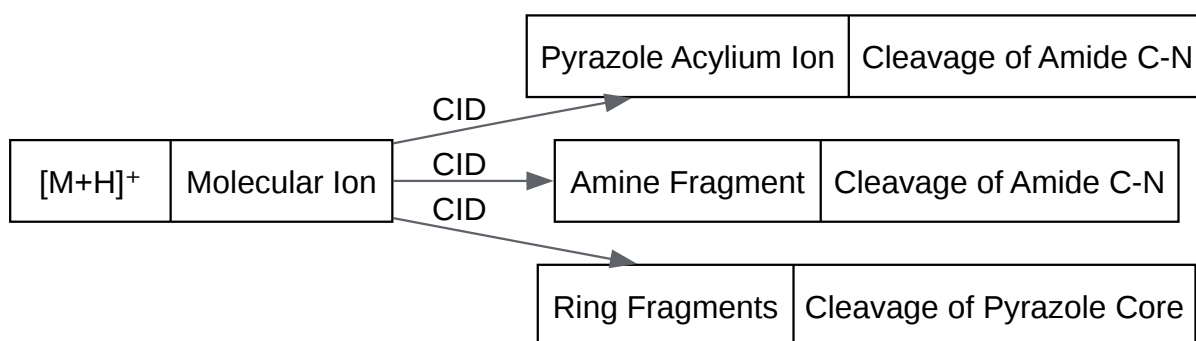 Pyrazole Acylium Ion Cleavage of Amide C-N
CID
[M+H]⁺ Molecular Ion
CID
Amine Fragment Cleavage of Amide C-N
CID
Ring Fragments Cleavage of Pyrazole Core